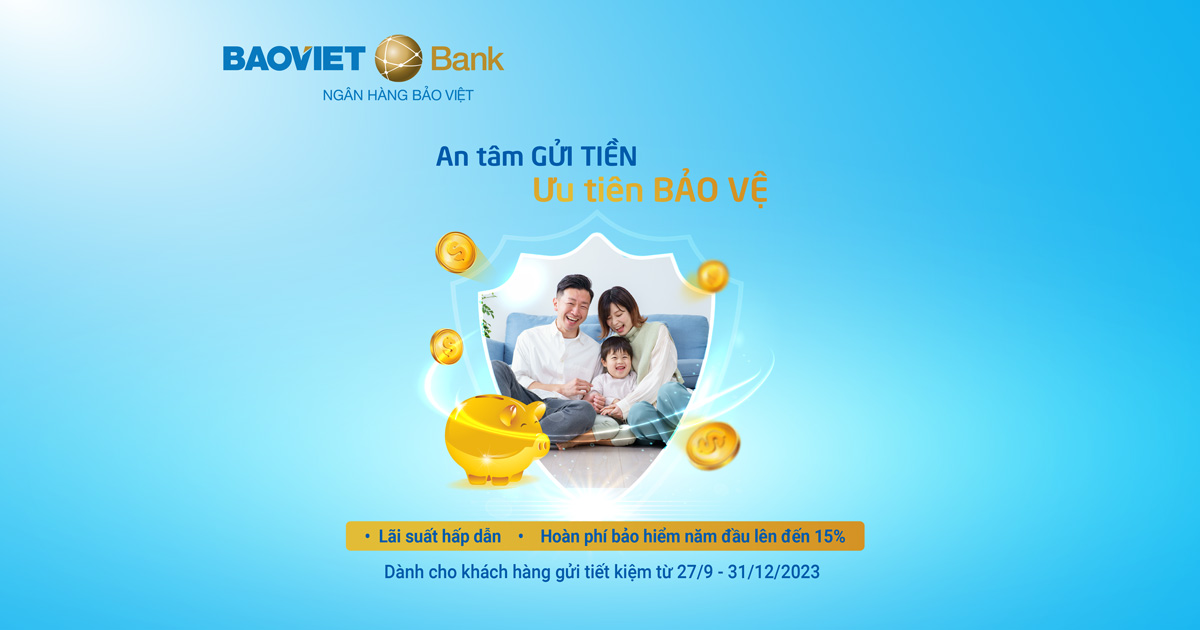 BAOVIET Bank
NGÂN HÀNG BẢO VIỆT
An tâm GỬI TIỀN
Ưu tiên BẢO VỆ
• Lãi suất hấp dẫn • Hoàn phí bảo hiểm năm đầu lên đến 15%
Dành cho khách hàng gửi tiết kiệm từ 27/9 - 31/12/2023